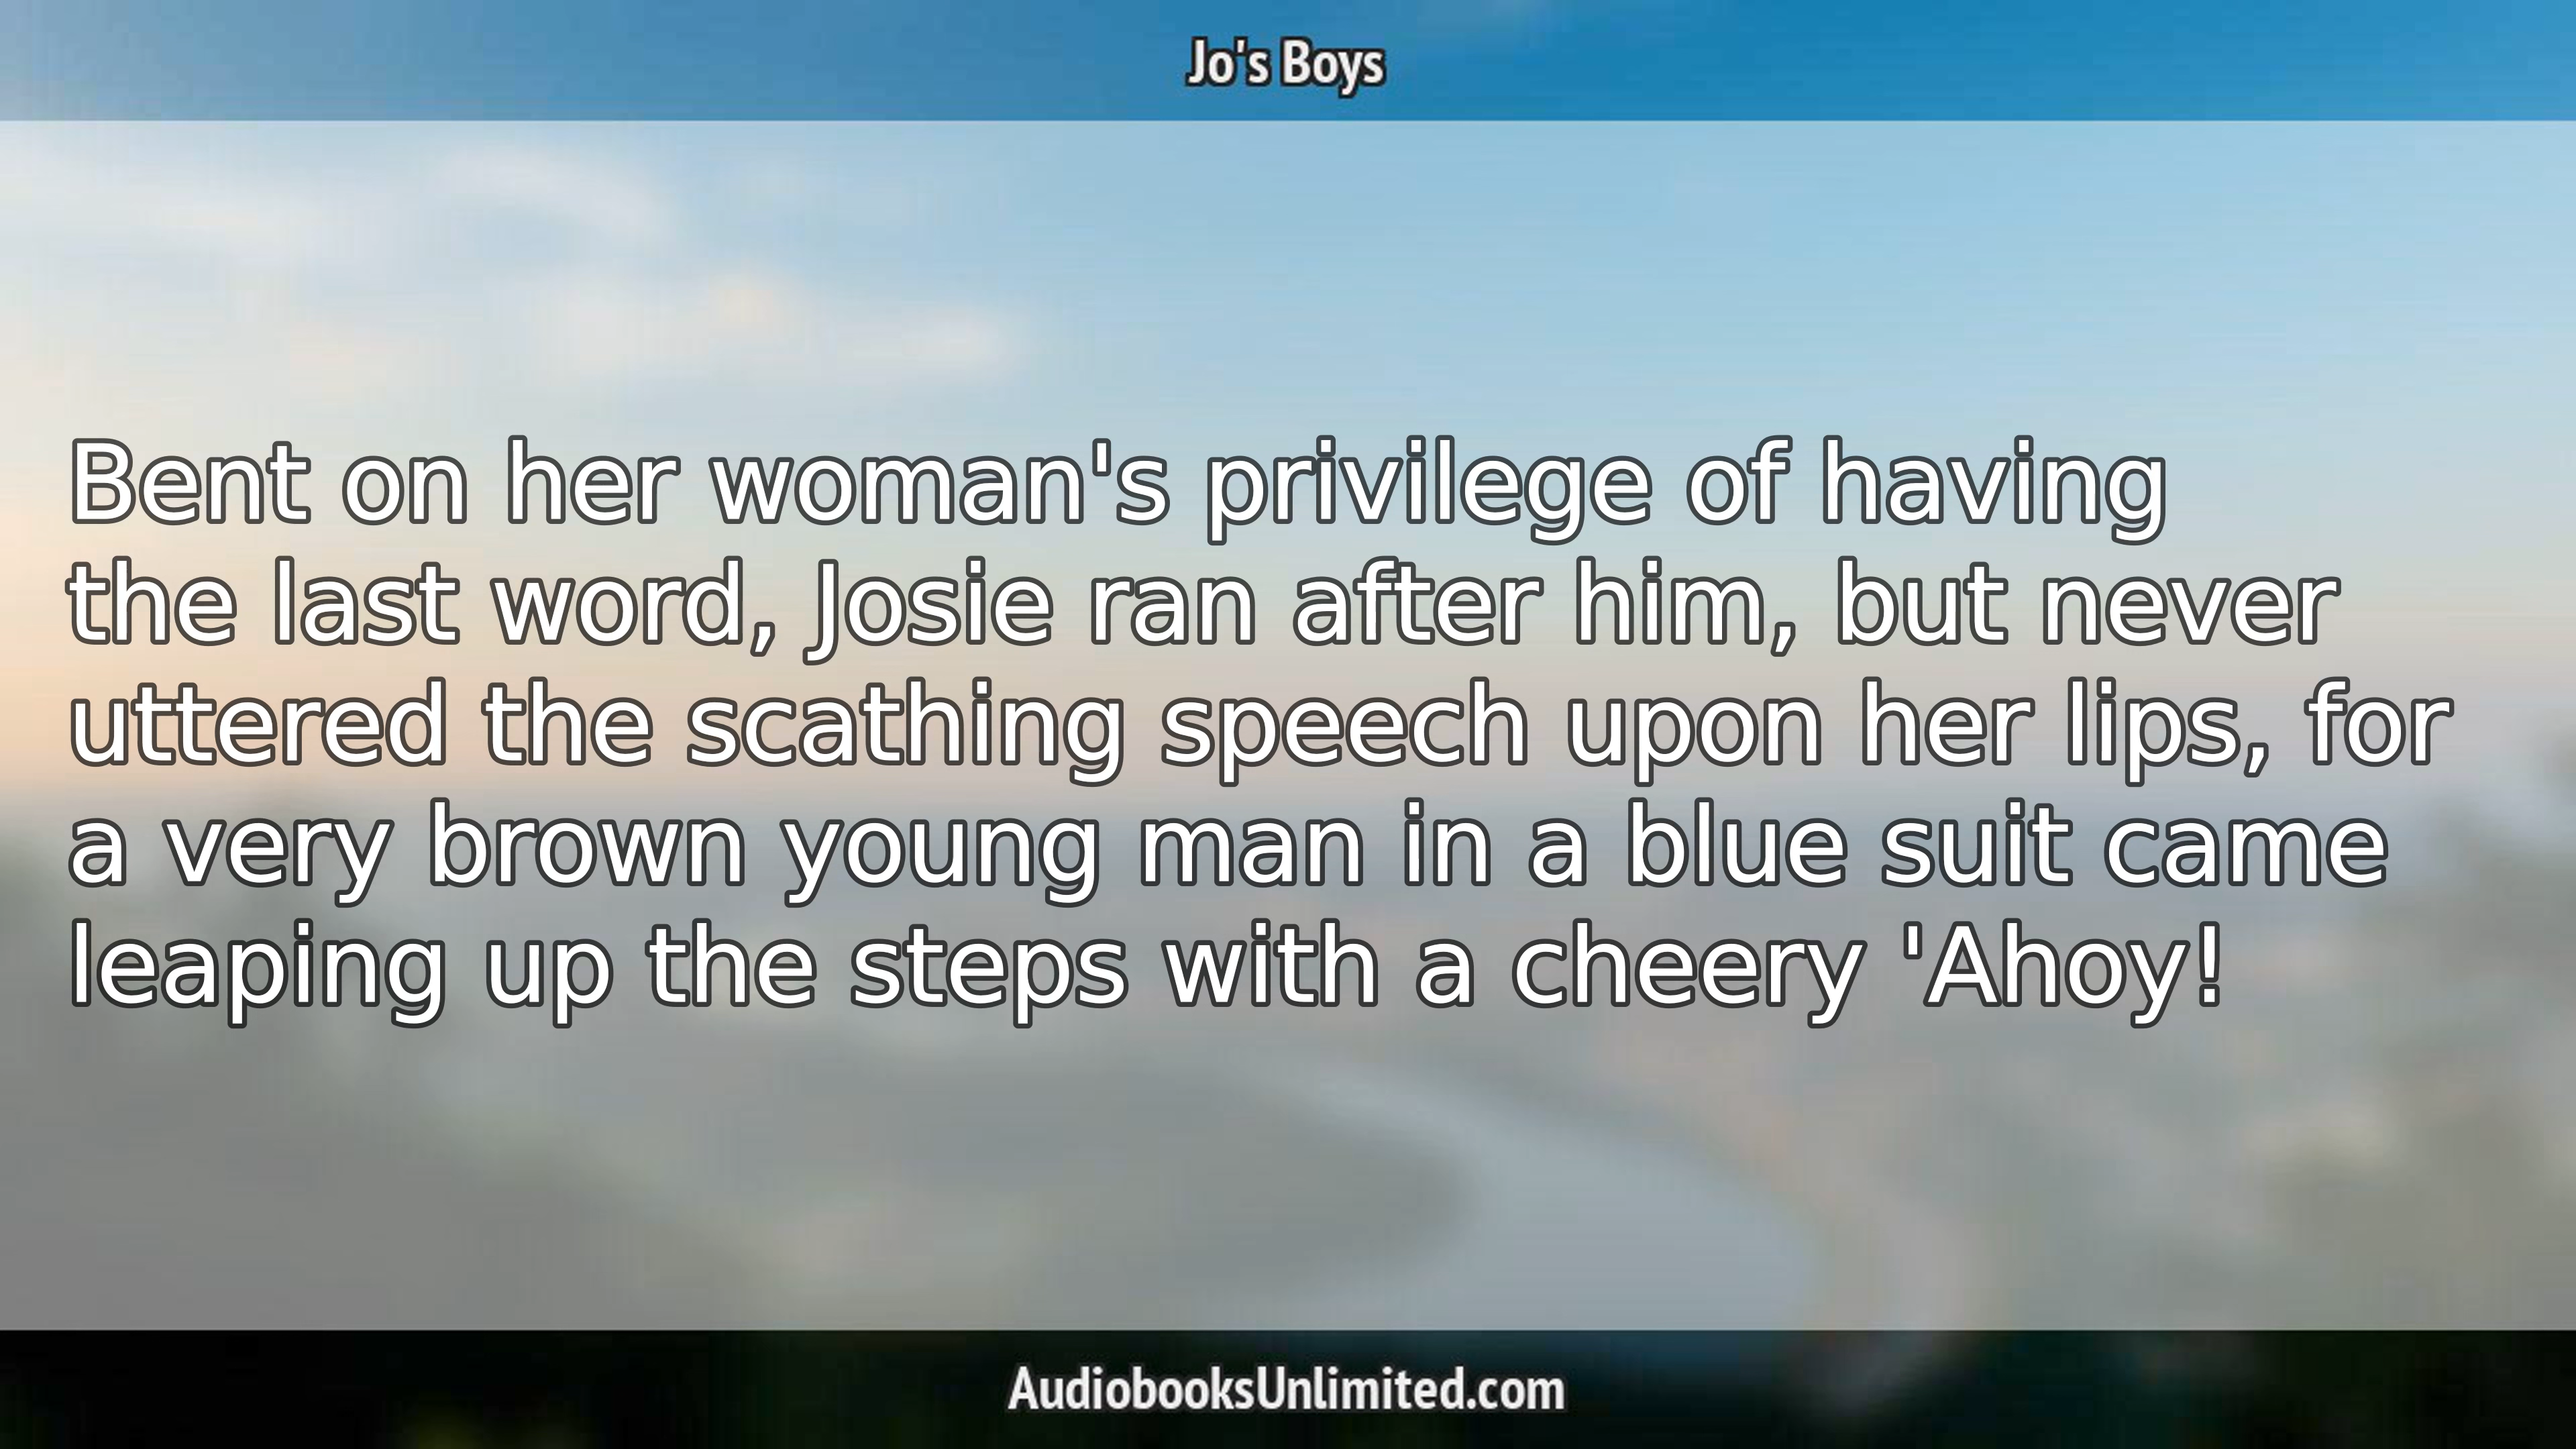 Jo's Boys
Bent on her woman's privilege of having
the last word, Josie ran after him, but never
uttered the scathing speech upon her lips, for
a very brown young man in a blue suit came
leaping up the steps with a cheery 'Ahoy!
AudiobooksUnlimited.com